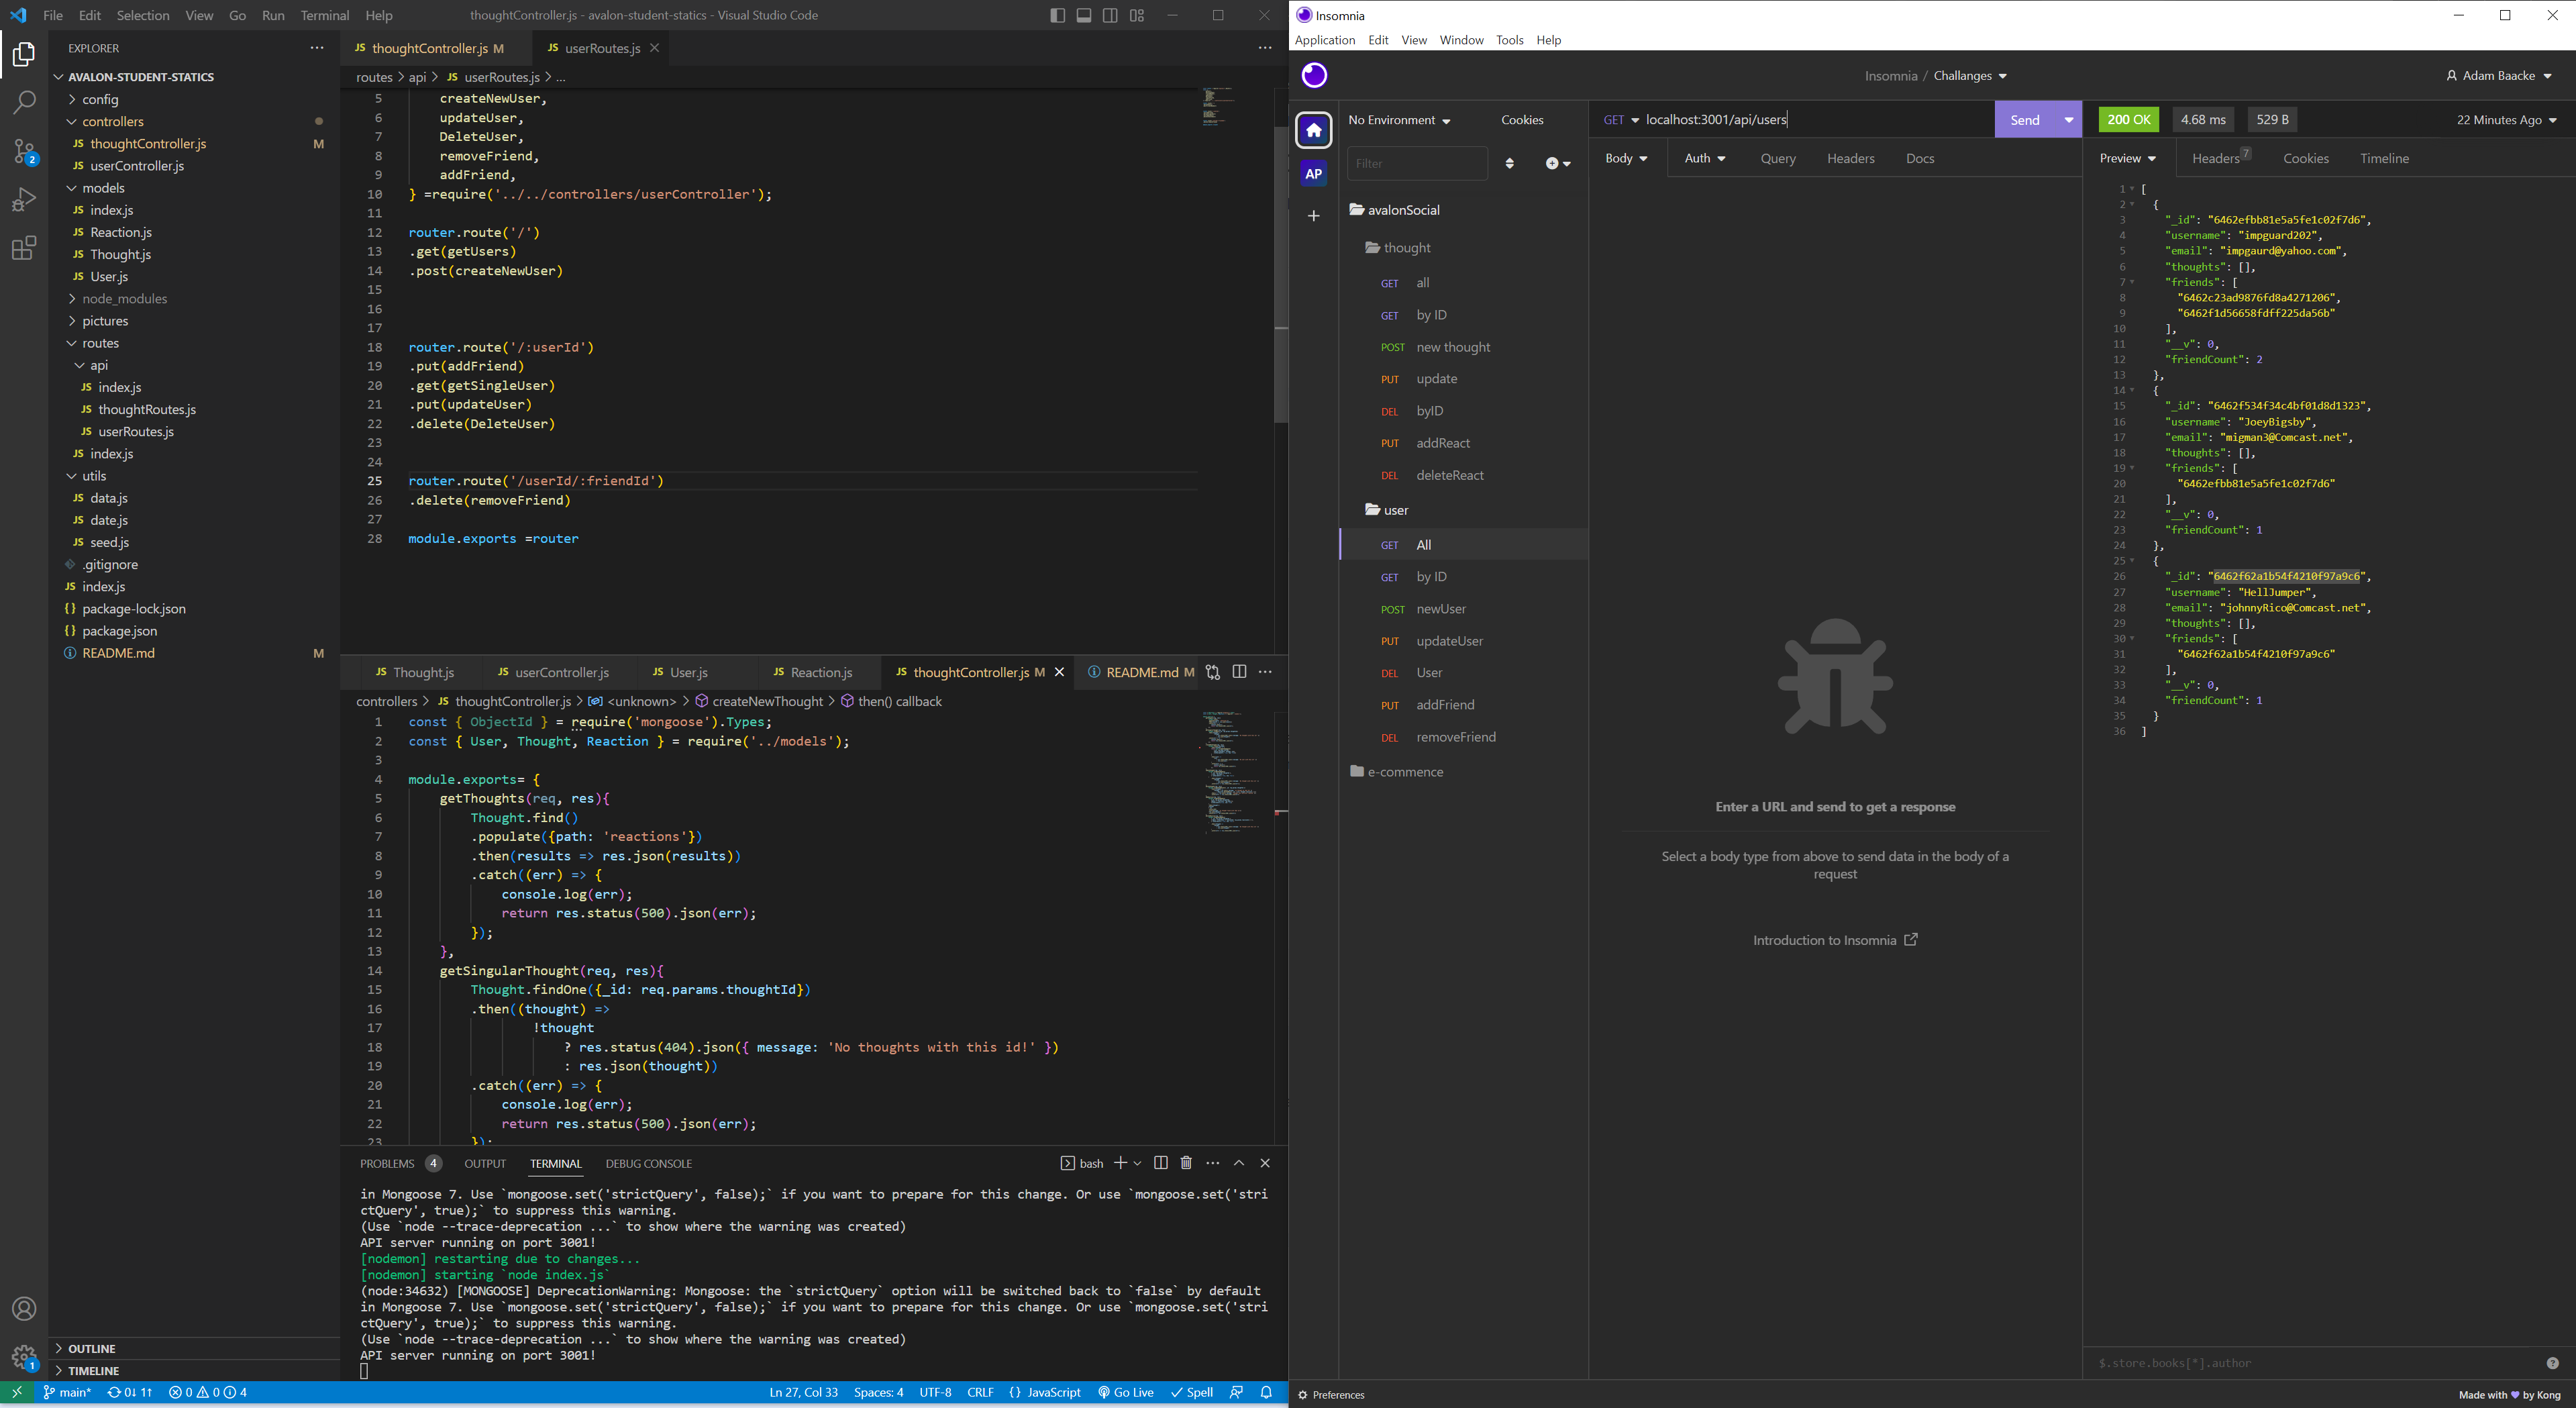 File Edit Selection View Go Run Terminal Help
thoughtController.js - avalon-student-statics - Visual Studio Code
EXPLORER
AVALON-STUDENT-STATICS
config
controllers
JS thoughtController.js M
JS userController.js
models
JS index.js
JS Reaction.js
JS Thought.js
JS User.js
node_modules
pictures
routes
api
JS index.js
JS thoughtRoutes.js
JS userRoutes.js
JS index.js
utils
JS data.js
JS date.js
JS seed.js
.gitignore
JS index.js
{} package-lock.json
{} package.json
README.md M
OUTLINE
TIMELINE
2
1
JS thoughtController.js M JS userRoutes.js
routes > api > JS userRoutes.js > ...
5 createNewUser,
6 updateUser,
7 DeleteUser,
8 removeFriend,
9 addFriend,
10 } =require('../../controllers/userController');
11
12 router.route('/')
13 .get(getUsers)
14 .post(createNewUser)
15
16
17
18 router.route('/:userId')
19 .put(addFriend)
20 .get(getSingleUser)
21 .put(updateUser)
22 .delete(DeleteUser)
23
24
25 router.route('/userId/:friendId')
26 .delete(removeFriend)
27
28 module.exports =router
JS Thought.js JS userController.js JS User.js JS Reaction.js JS thoughtController.js M README.md M
controllers > JS thoughtController.js > <unknown> > createNewThought > then() callback
1 const { ObjectId } = require('mongoose').Types;
2 const { User, Thought, Reaction } = require('../models');
3
4 module.exports= {
5 getThoughts(req, res){
6 Thought.find()
7 .populate({path: 'reactions'})
8 .then(results => res.json(results))
9 .catch((err) => {
10 console.log(err);
11 return res.status(500).json(err);
12 });
13 },
14 getSingularThought(req, res){
15 Thought.findOne({_id: req.params.thoughtId})
16 .then((thought) =>
17 !thought
18 ? res.status(404).json({ message: 'No thoughts with this id!' })
19 : res.json(thought))
20 .catch((err) => {
21 console.log(err);
22 return res.status(500).json(err);
23 });
PROBLEMS 4 OUTPUT TERMINAL DEBUG CONSOLE bash
in Mongoose 7. Use `mongoose.set('strictQuery', false);` if you want to prepare for this change. Or use `mongoose.set('stri
ctQuery', true);` to suppress this warning.
(Use `node --trace-deprecation ...` to show where the warning was created)
API server running on port 3001!
[nodemon] restarting due to changes...
[nodemon] starting `node index.js`
(node:34632) [MONGOOSE] DeprecationWarning: Mongoose: the `strictQuery` option will be switched back to `false` by default
in Mongoose 7. Use `mongoose.set('strictQuery', false);` if you want to prepare for this change. Or use `mongoose.set('stri
ctQuery', true);` to suppress this warning.
(Use `node --trace-deprecation ...` to show where the warning was created)
API server running on port 3001!
main* 0↓ 1↑ 0 0 4 Ln 27, Col 33 Spaces: 4 UTF-8 CRLF {} JavaScript Go Live Spell
Insomnia
Application Edit View Window Tools Help
Insomnia / Challanges
Adam Baacke
AP
No Environment Cookies
Filter
avalonSocial
thought
GET all
GET by ID
POST new thought
PUT update
DEL byID
PUT addReact
DEL deleteReact
user
GET All
GET by ID
POST newUser
PUT updateUser
DEL User
PUT addFriend
DEL removeFriend
e-commence
GET localhost:3001/api/users Send
Body Auth Query Headers Docs
Enter a URL and send to get a response
Select a body type from above to send data in the body of a
request
Introduction to Insomnia
200 OK 4.68 ms 529 B 22 Minutes Ago
Preview Headers 7 Cookies Timeline
1 [
2 {
3 "_id": "6462efbb81e5a5fe1c02f7d6",
4 "username": "impguard202",
5 "email": "impgaurd@yahoo.com",
6 "thoughts": [],
7 "friends": [
8 "6462c23ad9876fd8a4271206",
9 "6462f1d56658fdff225da56b"
10 ],
11 "__v": 0,
12 "friendCount": 2
13 },
14 {
15 "_id": "6462f534f34c4bf01d8d1323",
16 "username": "JoeyBigsby",
17 "email": "migman3@Comcast.net",
18 "thoughts": [],
19 "friends": [
20 "6462efbb81e5a5fe1c02f7d6"
21 ],
22 "__v": 0,
23 "friendCount": 1
24 },
25 {
26 "_id": "6462f62a1b54f4210f97a9c6",
27 "username": "HellJumper",
28 "email": "johnnyRico@Comcast.net",
29 "thoughts": [],
30 "friends": [
31 "6462f62a1b54f4210f97a9c6"
32 ],
33 "__v": 0,
34 "friendCount": 1
35 }
36 ]
$.store.books[*].author
Preferences
Made with by Kong